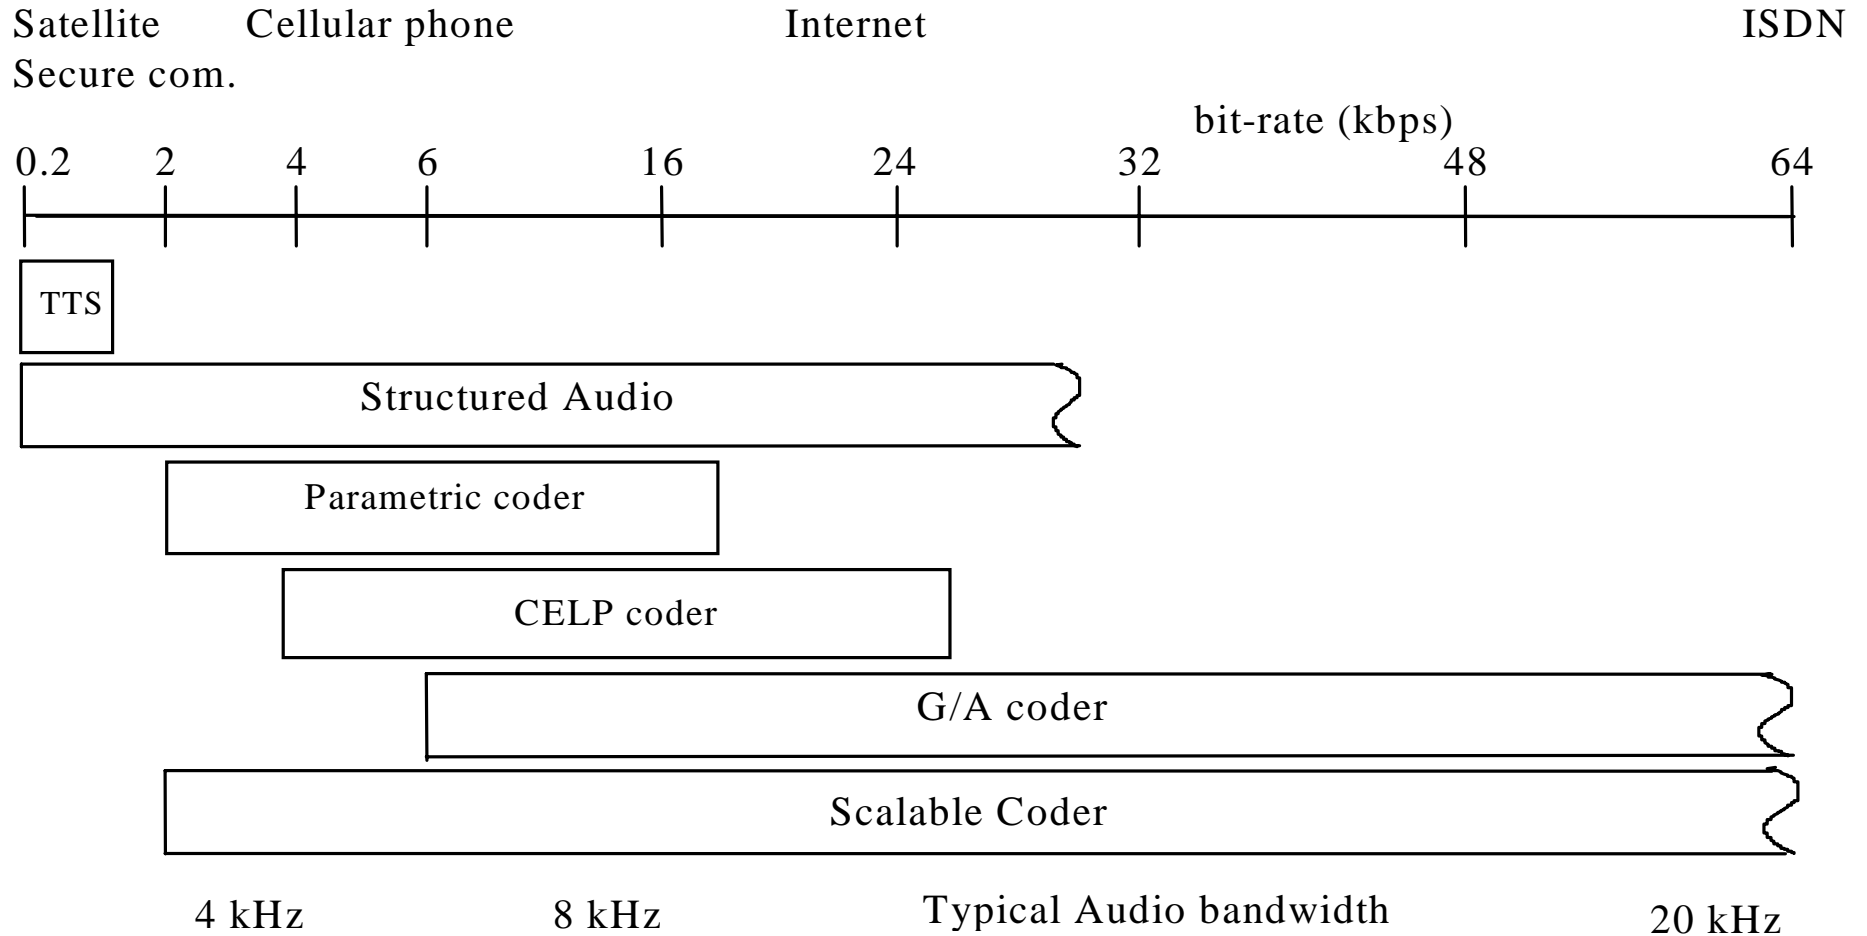 Satellite Cellular phone Internet ISDN
Secure com.
bit-rate (kbps)
0.2 2 4 6 16 24 32 48 64
TTS
Structured Audio
Parametric coder
CELP coder
G/A coder
Scalable Coder
4 kHz 8 kHz Typical Audio bandwidth 20 kHz